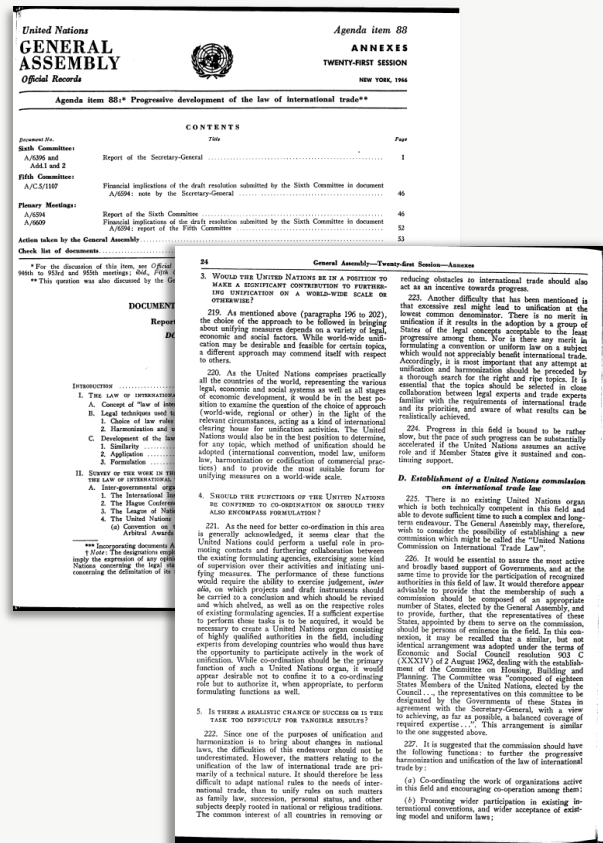 United Nations
GENERAL
ASSEMBLY
Official Records
Agenda item 88
ANNEXES
TWENTY-FIRST SESSION
NEW YORK, 1966
Agenda item 88:* Progressive development of the law of international trade**
CONTENTS
Document No. Title Page
Sixth Committee:
A/6396 and
Add.1 and 2 Report of the Secretary-General 1
Fifth Committee:
A/C.5/1107 Financial implications of the draft resolution submitted by the Sixth Committee in document
A/6594: note by the Secretary-General 46
Plenary Meetings:
A/6594 Report of the Sixth Committee 46
A/6609 Financial implications of the draft resolution submitted by the Sixth Committee in document
A/6594: report of the Fifth Committee 52
Action taken by the General Assembly 53
Check list of documents
* For the discussion of this item, see Official
946th to 953rd and 955th meetings; ibid., Fifth
** This question was also discussed by the Ge
DOCUMENT
Repor
INTRODUCTION
I. THE LAW OF INTERNATIONA
A. Concept of "law of inte
B. Legal techniques used to
1. Choice of law rules
2. Harmonization and u
C. Development of the law
1. Similarity
2. Application
3. Formulation
II. SURVEY OF THE WORK IN TH
THE LAW OF INTERNATIONAL
A. Inter-governmental orga
1. The International Ins
2. The Hague Conferenc
3. The League of Natio
4. The United Nations
(a) Convention on t
Arbitral Awards
*** Incorporating documents A
† Note: The designations empl
imply the expression of any opini
Nations concerning the legal sta
concerning the delimitation of its
24 General Assembly—Twenty-first Session—Annexes
3. WOULD THE UNITED NATIONS BE IN A POSITION TO
MAKE A SIGNIFICANT CONTRIBUTION TO FURTHER-
ING UNIFICATION ON A WORLD-WIDE SCALE OR
OTHERWISE?
219. As mentioned above (paragraphs 196 to 202),
the choice of the approach to be followed in bringing
about unifying measures depends on a variety of legal,
economic and social factors. While world-wide unifi-
cation may be desirable and feasible for certain topics,
a different approach may commend itself with respect
to others.
220. As the United Nations comprises practically
all the countries of the world, representing the various
legal, economic and social systems as well as all stages
of economic development, it would be in the best po-
sition to examine the question of the choice of approach
(world-wide, regional or other) in the light of the
relevant circumstances, acting as a kind of international
clearing house for unification activities. The United
Nations would also be in the best position to determine,
for any topic, which method of unification should be
adopted (international convention, model law, uniform
law, harmonization or codification of commercial prac-
tices) and to provide the most suitable forum for
unifying measures on a world-wide scale.
4. SHOULD THE FUNCTIONS OF THE UNITED NATIONS
BE CONFINED TO CO-ORDINATION OR SHOULD THEY
ALSO ENCOMPASS FORMULATION?
221. As the need for better co-ordination in this area
is generally acknowledged, it seems clear that the
United Nations could perform a useful role in pro-
moting contacts and furthering collaboration between
the existing formulating agencies, exercising some kind
of supervision over their activities and initiating uni-
fying measures. The performance of these functions
would require the ability to exercise judgement, inter
alia, on which projects and draft instruments should
be carried to a conclusion and which should be revised
and which shelved, as well as on the respective roles
of existing formulating agencies. If a sufficient expertise
to perform these tasks is to be acquired, it would be
necessary to create a United Nations organ consisting
of highly qualified authorities in the field, including
experts from developing countries who would thus have
the opportunity to participate actively in the work of
unification. While co-ordination should be the primary
function of such a United Nations organ, it would
appear desirable not to confine it to a co-ordinating
role but to authorize it, when appropriate, to perform
formulating functions as well.
5. IS THERE A REALISTIC CHANCE OF SUCCESS OR IS THE
TASK TOO DIFFICULT FOR TANGIBLE RESULTS?
222. Since one of the purposes of unification and
harmonization is to bring about changes in national
laws, the difficulties of this endeavour should not be
underestimated. However, the matters relating to the
unification of the law of international trade are pri-
marily of a technical nature. It should therefore be less
difficult to adapt national rules to the needs of inter-
national trade, than to unify rules on such matters
as family law, succession, personal status, and other
subjects deeply rooted in national or religious traditions.
The common interest of all countries in removing or
reducing obstacles to international trade should also
act as an incentive towards progress.
223. Another difficulty that has been mentioned is
that excessive zeal might lead to unification at the
lowest common denominator. There is no merit in
unification if it results in the adoption by a group of
States of the legal concepts acceptable to the least
progressive among them. Nor is there any merit in
formulating a convention or uniform law on a subject
which would not appreciably benefit international trade.
Accordingly, it is most important that any attempt at
unification and harmonization should be preceded by
a thorough search for the right and ripe topics. It is
essential that the topics should be selected in close
collaboration between legal experts and trade experts
familiar with the requirements of international trade
and its priorities, and aware of what results can be
realistically achieved.
224. Progress in this field is bound to be rather
slow, but the pace of such progress can be substantially
accelerated if the United Nations assumes an active
role and if Member States give it sustained and con-
tinuing support.
D. Establishment of a United Nations commission
on international trade law
225. There is no existing United Nations organ
which is both technically competent in this field and
able to devote sufficient time to such a complex and long-
term endeavour. The General Assembly may, therefore,
wish to consider the possibility of establishing a new
commission which might be called the "United Nations
Commission on International Trade Law".
226. It would be essential to assure the most active
and broadly based support of Governments, and at the
same time to provide for the participation of recognized
authorities in this field of law. It would therefore appear
advisable to provide that the membership of such a
commission should be composed of an appropriate
number of States, elected by the General Assembly, and
to provide, further, that the representatives of these
States, appointed by them to serve on the commission,
should be persons of eminence in the field. In this con-
nexion, it may be recalled that a similar, but not
identical arrangement was adopted under the terms of
Economic and Social Council resolution 903 C
(XXXIV) of 2 August 1962, dealing with the establish-
ment of the Committee on Housing, Building and
Planning. The Committee was "composed of eighteen
States Members of the United Nations, elected by the
Council ..., the representatives on this committee to be
designated by the Governments of these States in
agreement with the Secretary-General, with a view
to achieving, as far as possible, a balanced coverage of
required expertise ...". This arrangement is similar
to the one suggested above.
227. It is suggested that the commission should have
the following functions: to further the progressive
harmonization and unification of the law of international
trade by:
(a) Co-ordinating the work of organizations active
in this field and encouraging co-operation among them;
(b) Promoting wider participation in existing in-
ternational conventions, and wider acceptance of exist-
ing model and uniform laws;